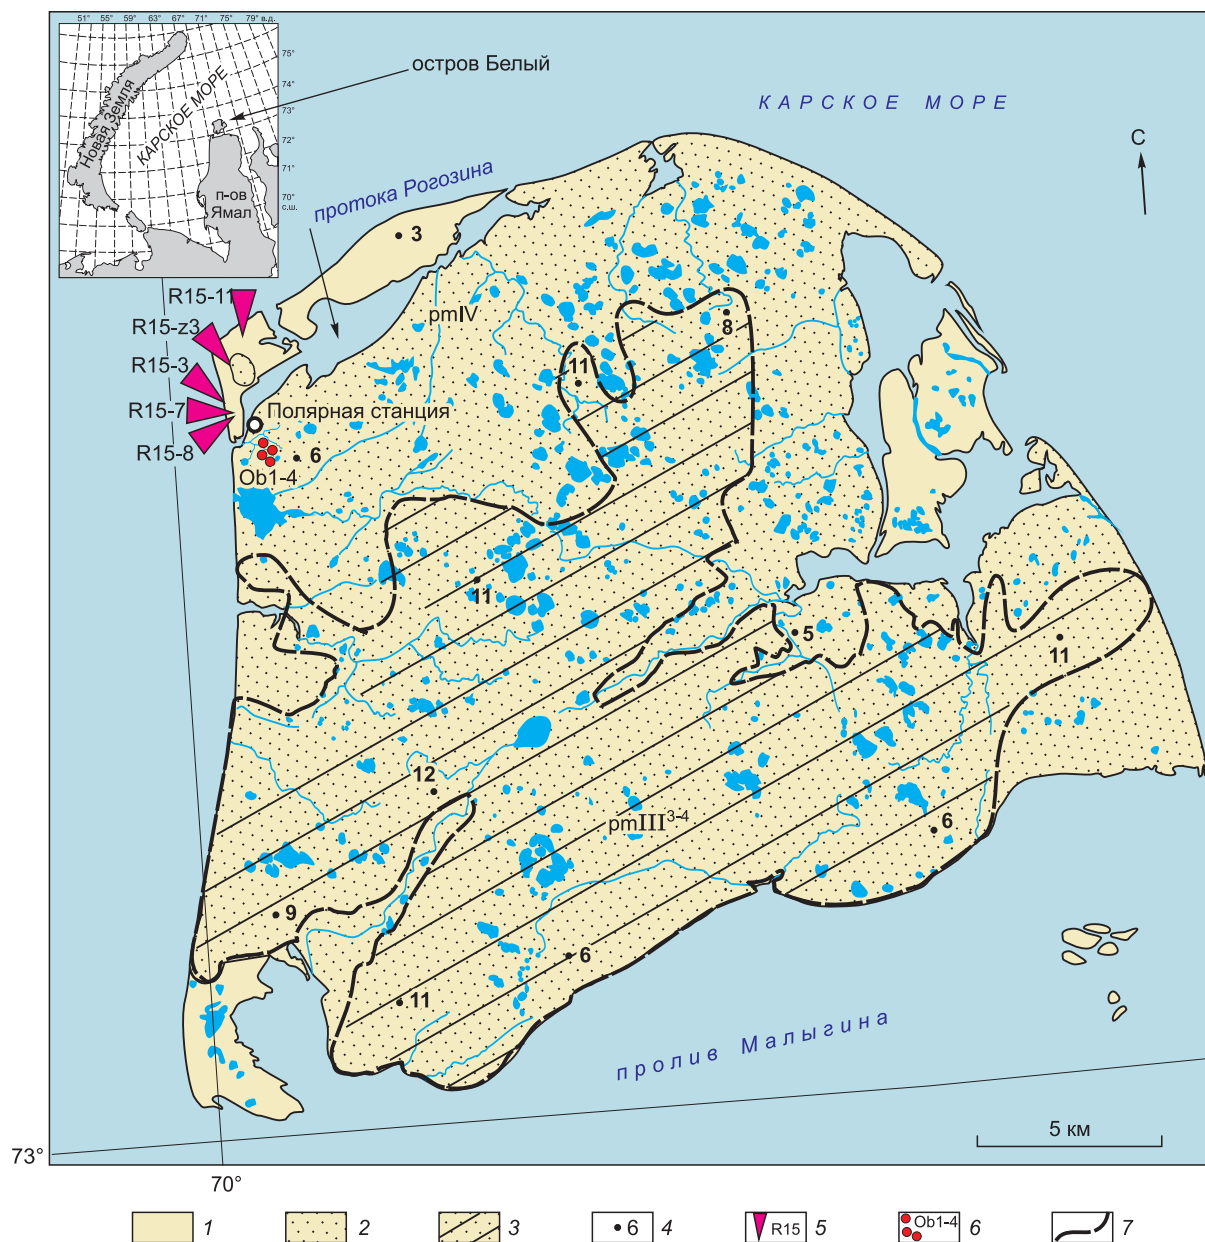 51° 55° 59° 63° 67° 71° 75° 79° в.д.
75°
74°
73°
72°
71°
70°
с.ш.
Новая Земля
КАРСКОЕ МОРЕ
п-ов
Ямал
остров Белый
КАРСКОЕ МОРЕ
С
протока Рогозина
3
R15-11
R15-z3
R15-3
R15-7
R15-8
pmIV
8
11
Полярная станция
6
Ob1-4
11
5
11
12
pmIII3-4
6
9
6
11
пролив Малыгина
5 км
73°
70°
1
2
3
6 4
R15 5
Ob1-4 6
7